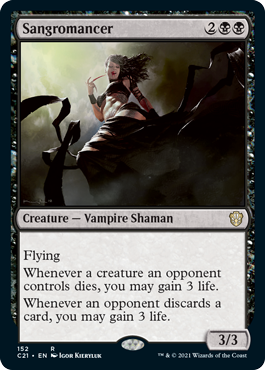 Sangromancer 2
Creature — Vampire Shaman
Flying
Whenever a creature an opponent
controls dies, you may gain 3 life.
Whenever an opponent discards a
card, you may gain 3 life.
3/3
152 R
C21 • EN Igor Kieryluk ™ & © 2021 Wizards of the Coast